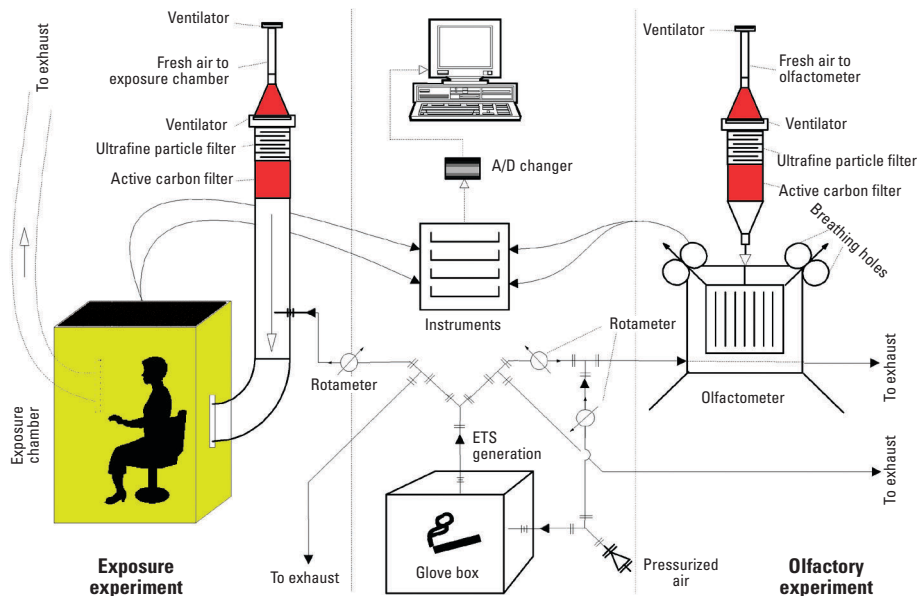 To exhaust
Ventilator
Fresh air to
exposure chamber
Ventilator
Ultrafine particle filter
Active carbon filter
Exposure
chamber
Exposure
experiment
A/D changer
Instruments
Rotameter
Rotameter
ETS
generation
Glove box
To exhaust
Pressurized
air
Ventilator
Fresh air to
olfactometer
Ventilator
Ultrafine particle filter
Active carbon filter
Breathing holes
Olfactometer
To exhaust
To exhaust
Olfactory
experiment